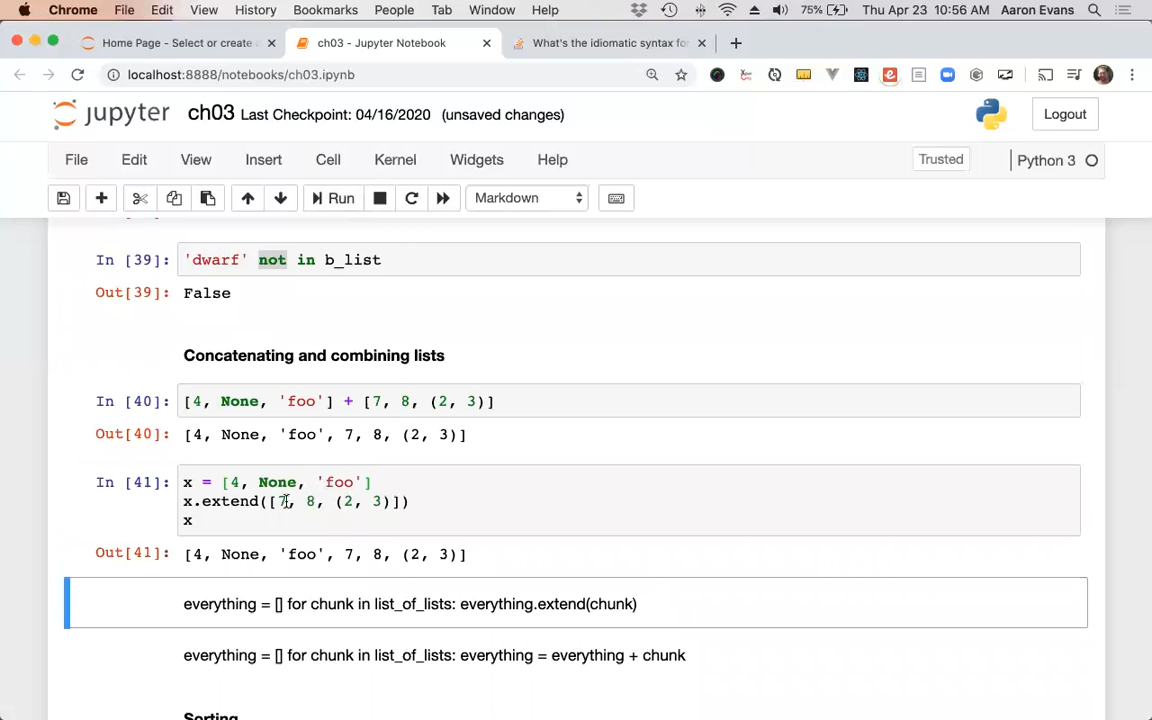 Chrome File Edit View History Bookmarks People Tab Window Help 75% Thu Apr 23 10:56 AM Aaron Evans
Home Page - Select or create
ch03 - Jupyter Notebook
What's the idiomatic syntax for
localhost:8888/notebooks/ch03.ipynb
jupyter ch03 Last Checkpoint: 04/16/2020 (unsaved changes) Logout
File Edit View Insert Cell Kernel Widgets Help Trusted Python 3
Run Markdown
In [39]: 'dwarf' not in b_list
Out[39]: False
Concatenating and combining lists
In [40]: [4, None, 'foo'] + [7, 8, (2, 3)]
Out[40]: [4, None, 'foo', 7, 8, (2, 3)]
In [41]: x = [4, None, 'foo']
x.extend([7, 8, (2, 3)])
x
Out[41]: [4, None, 'foo', 7, 8, (2, 3)]
everything = [] for chunk in list_of_lists: everything.extend(chunk)
everything = [] for chunk in list_of_lists: everything = everything + chunk
Sorting